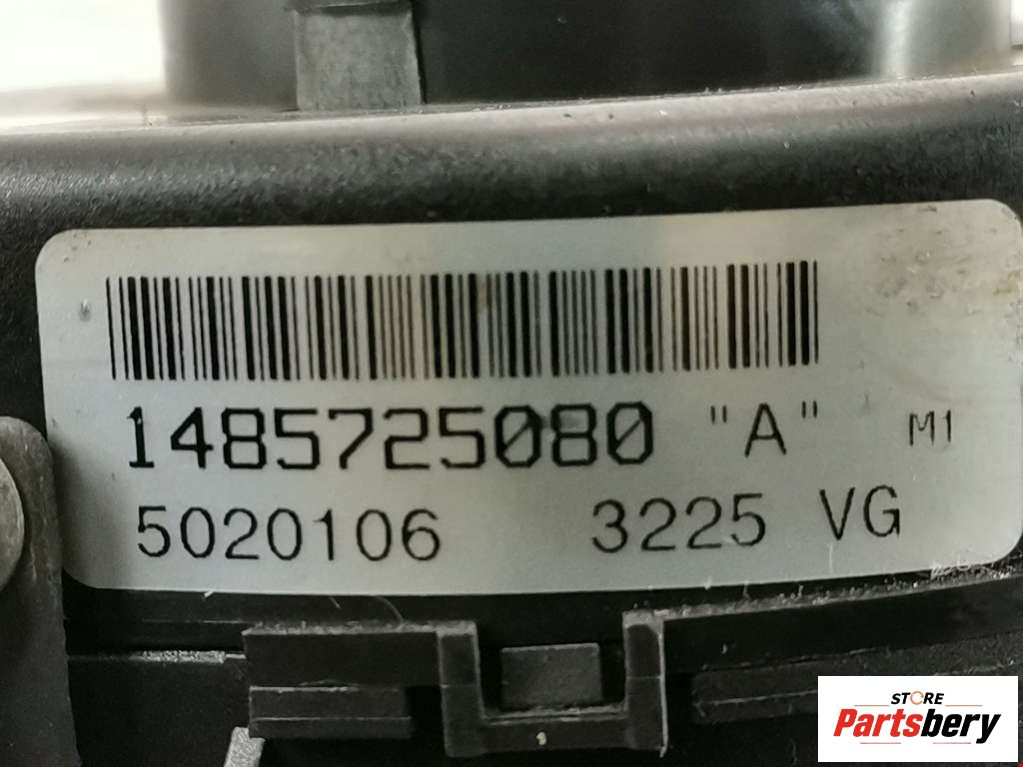 1485725080 "A" M1
5020106 3225 VG
STORE
Partsbery